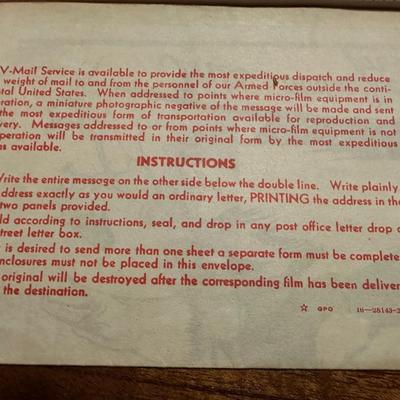 V-Mail Service is available to provide the most expeditious dispatch and reduce
weight of mail to and from the personnel of our Armed Forces outside the conti-
tal United States. When addressed to points where micro-film equipment is in
ration, a miniature photographic negative of the message will be made and sent
the most expeditious form of transportation available for reproduction and
very. Messages addressed to or from points where micro-film equipment is not
peration will be transmitted in their original form by the most expeditious
ns available.
INSTRUCTIONS
Write the entire message on the other side below the double line. Write plainly
ddress exactly as you would an ordinary letter, PRINTING the address in the
two panels provided.
ld according to instructions, seal, and drop in any post office letter drop o
treet letter box.
is desired to send more than one sheet a separate form must be complete
nclosures must not be placed in this envelope.
original will be destroyed after the corresponding film has been deliver
the destination.
☆ GPO 16—28143-2